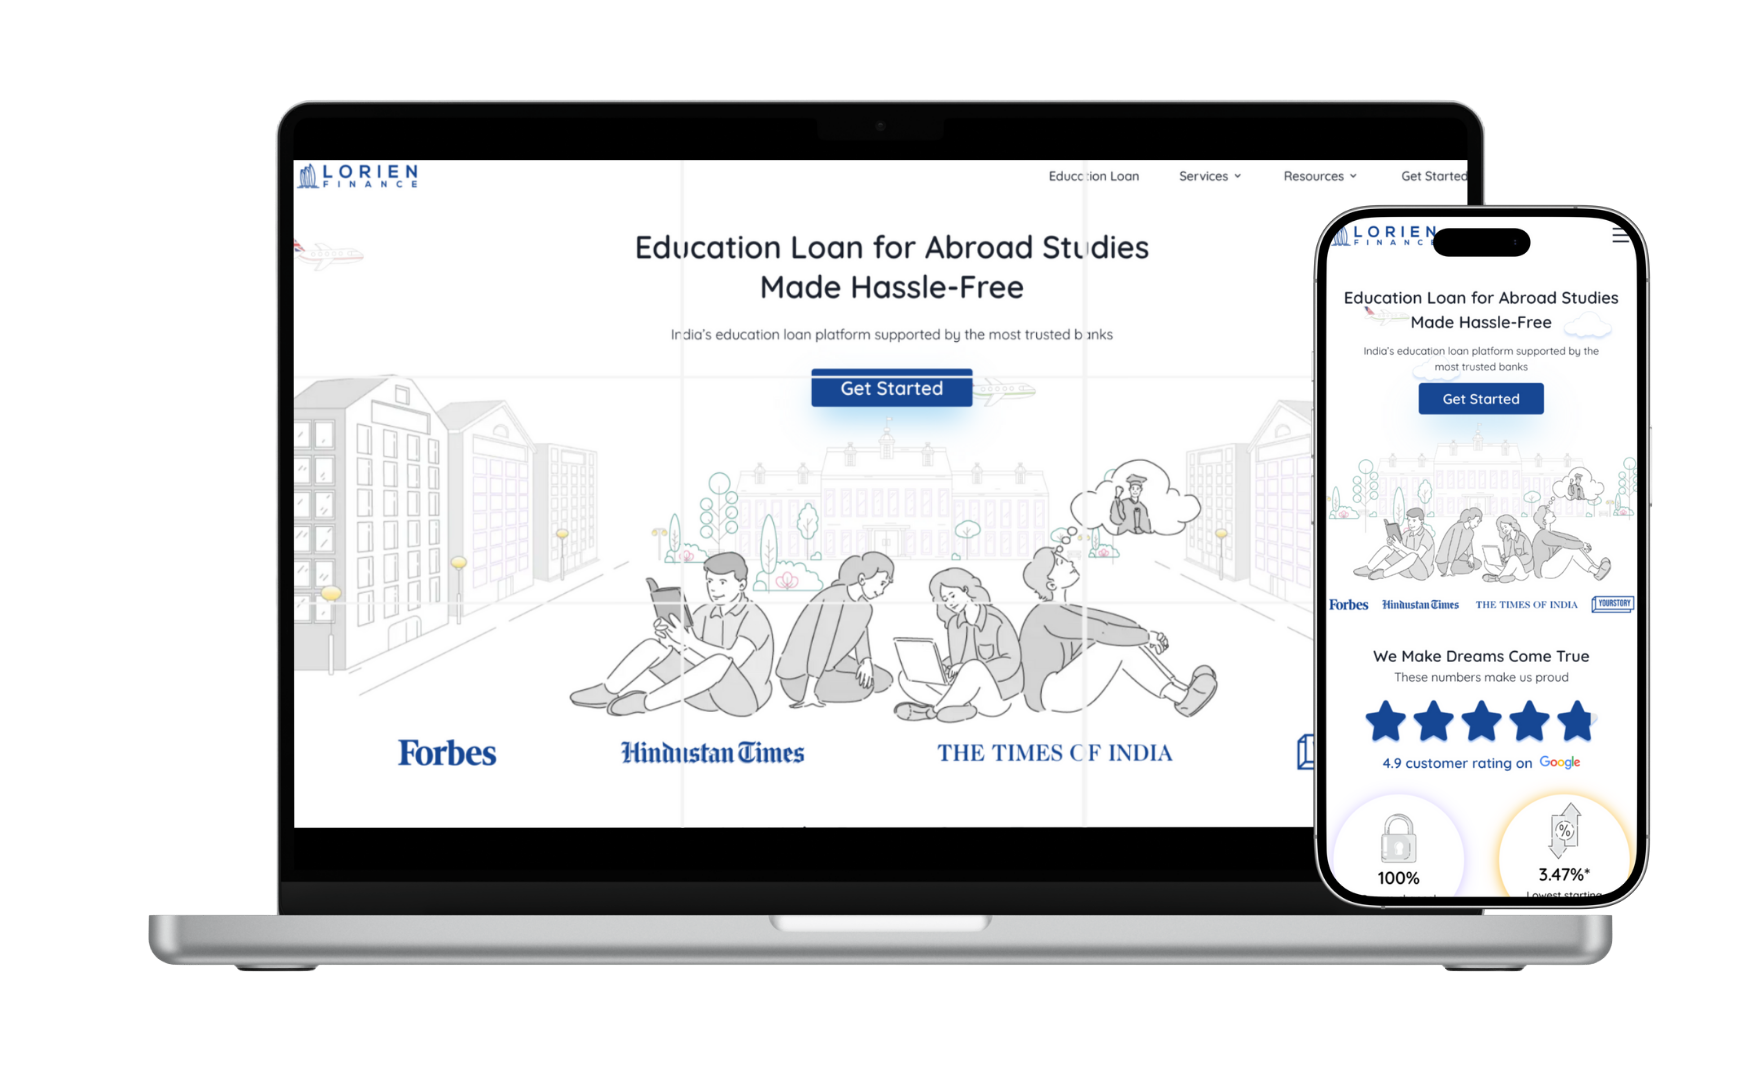 LORIEN
FINANCE
Education Loan
Services
Resources
Get Started
Education Loan for Abroad Studies
Made Hassle-Free
India's education loan platform supported by the most trusted banks
Get Started
Forbes
Hindustan Times
THE TIMES OF INDIA
LORIEN
FINANCE
Education Loan for Abroad Studies
Made Hassle-Free
India's education loan platform supported by the
most trusted banks
Get Started
Forbes
Hindustan Times
THE TIMES OF INDIA
YOURSTORY
We Make Dreams Come True
These numbers make us proud
4.9 customer rating on Google
%
100%
3.47%*
Lowest starting